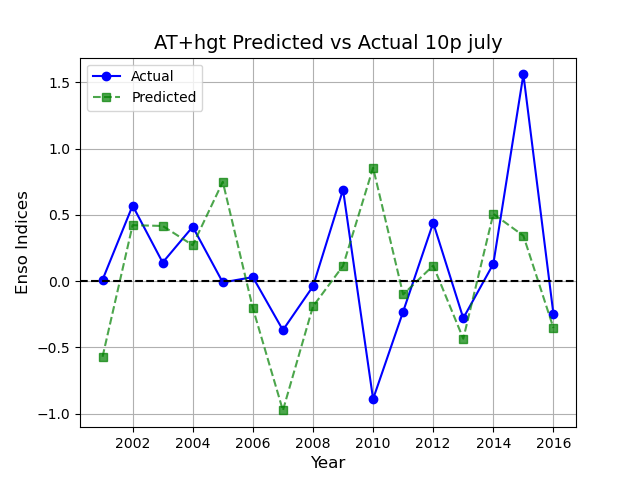 AT+hgt Predicted vs Actual 10p july
Actual
Predicted
1.5
1.0
0.5
0.0
−0.5
−1.0
Enso Indices
2002 2004 2006 2008 2010 2012 2014 2016
Year